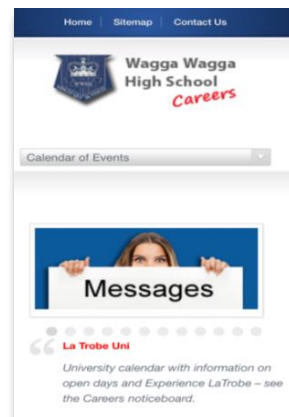 Home | Sitemap | Contact Us
Wagga Wagga
High School
Careers
Calendar of Events
Messages
La Trobe Uni
University calendar with information on
open days and Experience LaTrobe – see
the Careers noticeboard.